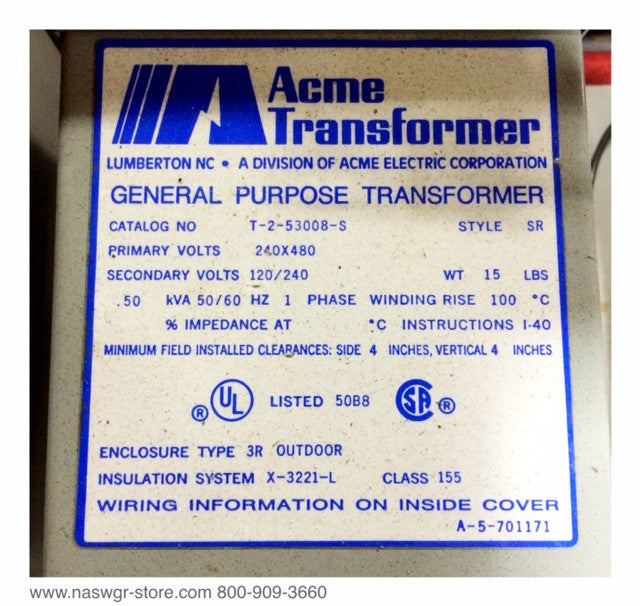 Acme
Transformer
LUMBERTON NC • A DIVISION OF ACME ELECTRIC CORPORATION
GENERAL PURPOSE TRANSFORMER
CATALOG NO T-2-53008-S STYLE SR
PRIMARY VOLTS 240X480
SECONDARY VOLTS 120/240 WT 15 LBS
.50 kVA 50/60 HZ 1 PHASE WINDING RISE 100 °C
% IMPEDANCE AT °C INSTRUCTIONS I-40
MINIMUM FIELD INSTALLED CLEARANCES: SIDE 4 INCHES, VERTICAL 4 INCHES
® UL LISTED 50B8 SA ®
ENCLOSURE TYPE 3R OUTDOOR
INSULATION SYSTEM X-3221-L CLASS 155
WIRING INFORMATION ON INSIDE COVER
A-5-701171
www.naswgr-store.com 800-909-3660